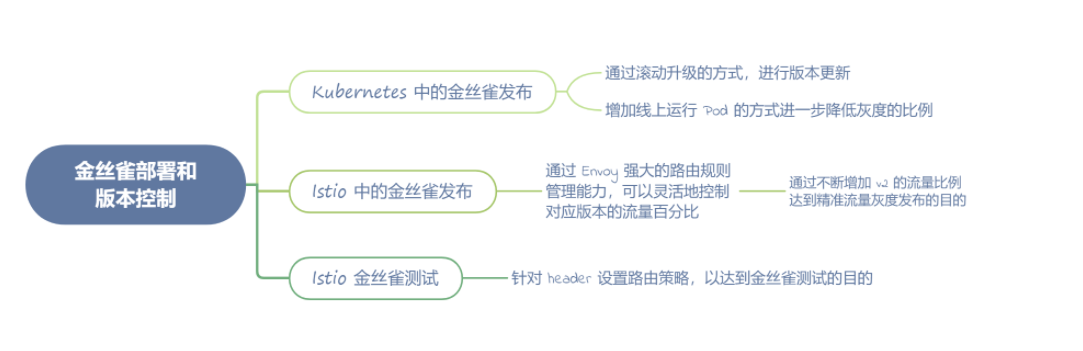 金丝雀部署和
版本控制
Kubernetes 中的金丝雀发布
通过滚动升级的方式，进行版本更新
增加线上运行 Pod 的方式进一步降低灰度的比例
Istio 中的金丝雀发布
通过 Envoy 强大的路由规则
管理能力，可以灵活地控制
对应版本的流量百分比
通过不断增加 v2 的流量比例
达到精准流量灰度发布的目的
Istio 金丝雀测试
针对 header 设置路由策略，以达到金丝雀测试的目的